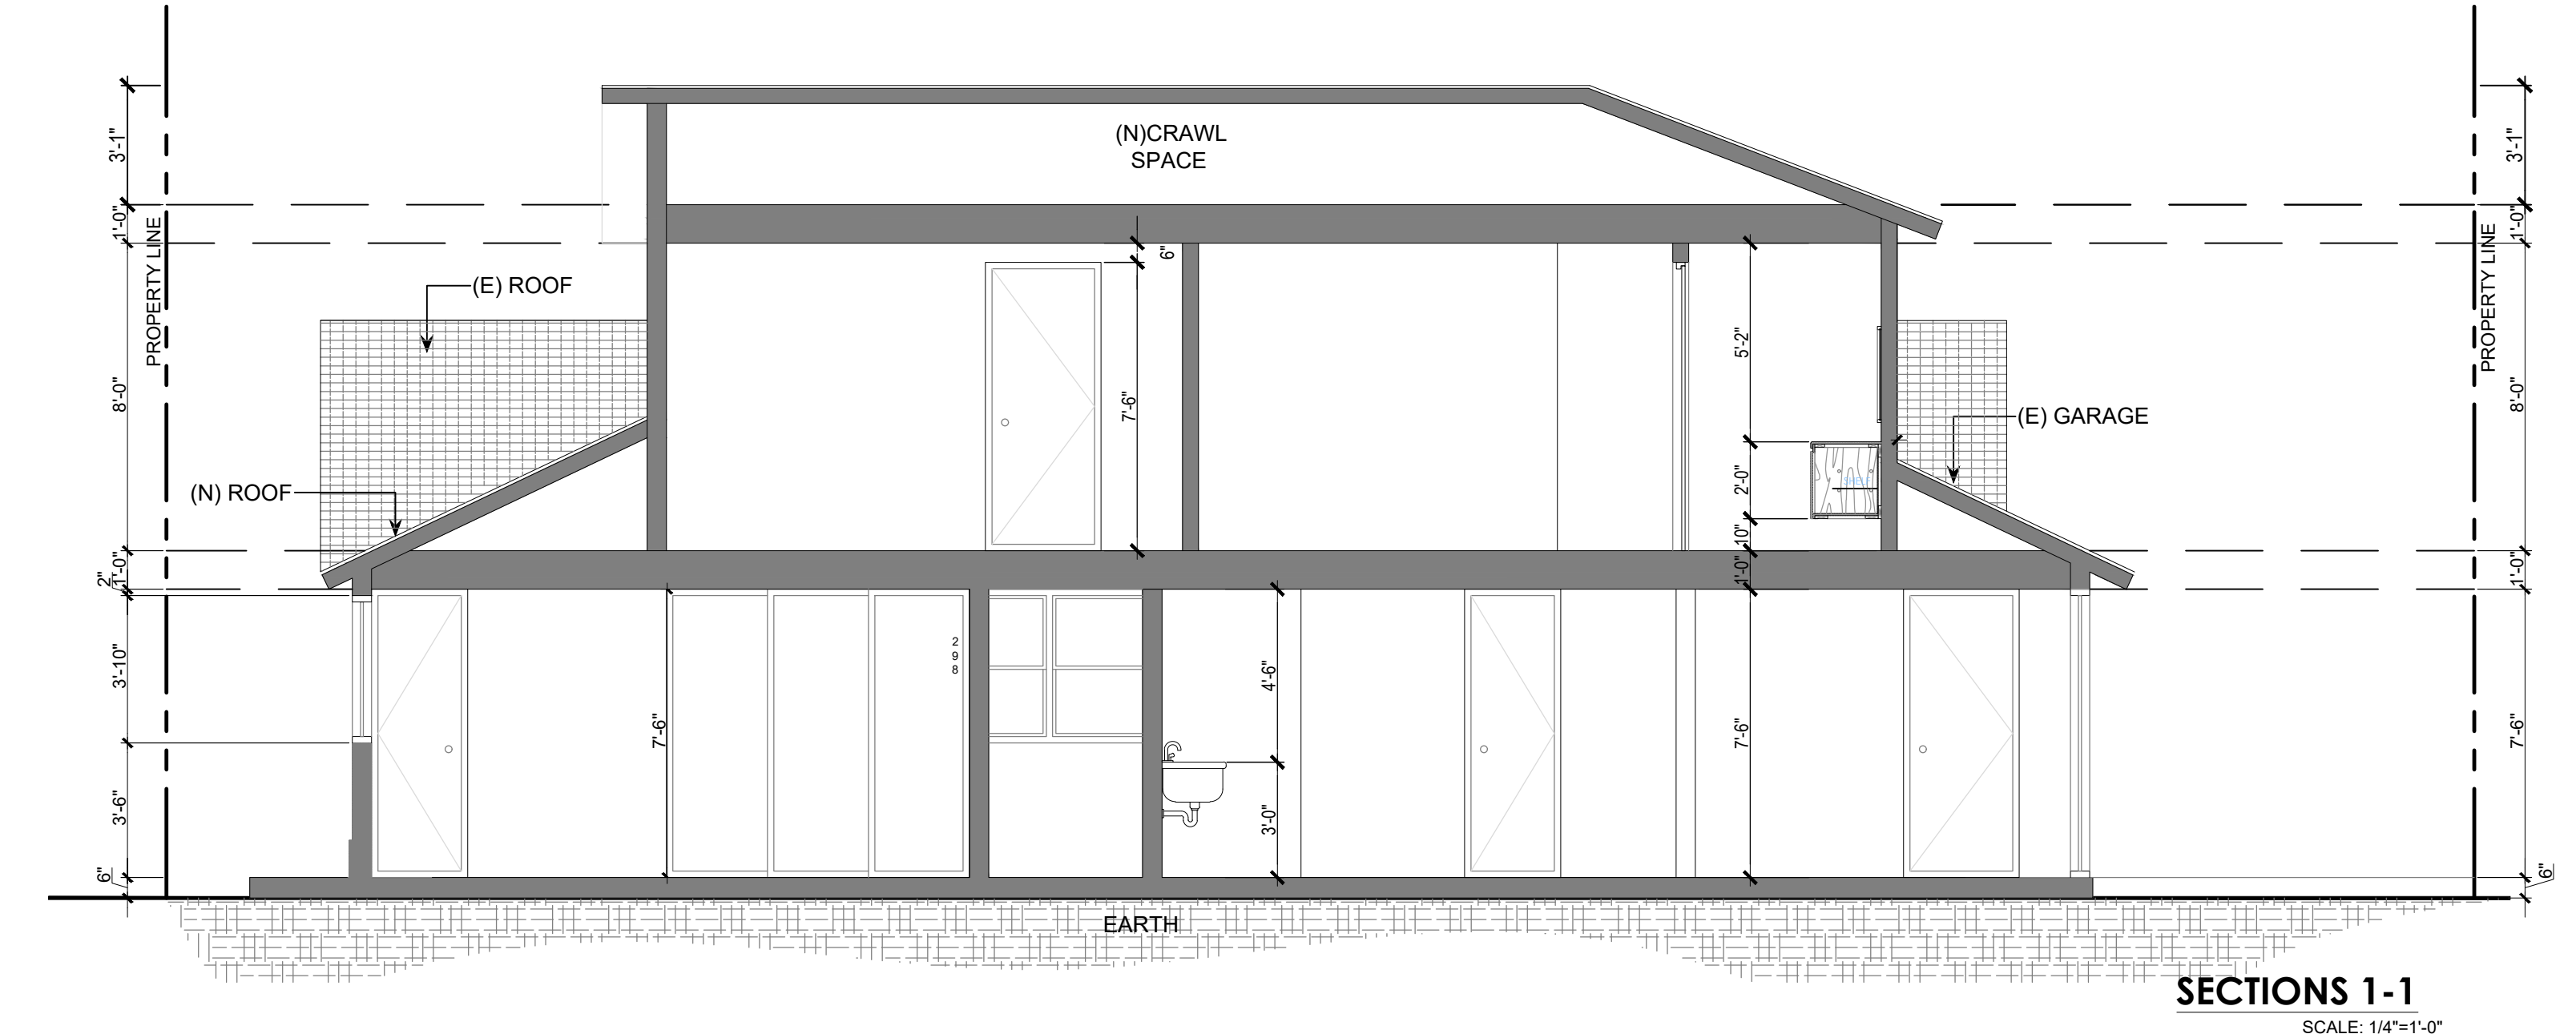 3'-1"
3'-1"
(N)CRAWL
SPACE
1'-0"
1'-0"
PROPERTY LINE
PROPERTY LINE
6"
(E) ROOF
5'-2"
8'-0"
7'-6"
8'-0"
(E) GARAGE
(N) ROOF
2'-0"
SHELF
10"
2"
1'-0"
1'-0"
1'-0"
2
9
8
3'-10"
4'-6"
7'-6"
7'-6"
7'-6"
3'-6"
3'-0"
6"
6"
EARTH
SECTIONS 1-1
SCALE: 1/4"=1'-0"